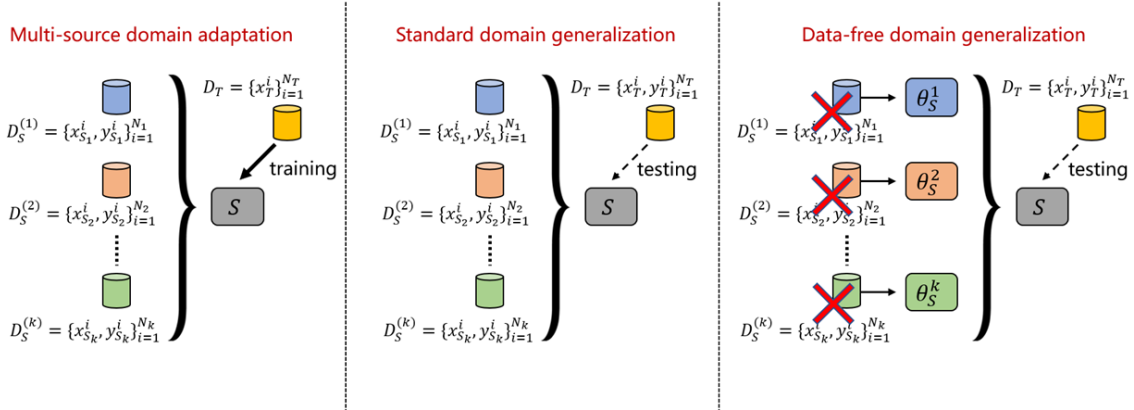 Multi-source domain adaptation
D_S^{(1)} = {x_{S_1}^i, y_{S_1}^i}_{i=1}^{N_1}
D_S^{(2)} = {x_{S_2}^i, y_{S_2}^i}_{i=1}^{N_2}
D_S^{(k)} = {x_{S_k}^i, y_{S_k}^i}_{i=1}^{N_k}
D_T = {x_T^i}_{i=1}^{N_T}
training
S
Standard domain generalization
D_S^{(1)} = {x_{S_1}^i, y_{S_1}^i}_{i=1}^{N_1}
D_S^{(2)} = {x_{S_2}^i, y_{S_2}^i}_{i=1}^{N_2}
D_S^{(k)} = {x_{S_k}^i, y_{S_k}^i}_{i=1}^{N_k}
D_T = {x_T^i, y_T^i}_{i=1}^{N_T}
testing
S
Data-free domain generalization
θ_S^1
D_S^{(1)} = {x_{S_1}^i, y_{S_1}^i}_{i=1}^{N_1}
θ_S^2
D_S^{(2)} = {x_{S_2}^i, y_{S_2}^i}_{i=1}^{N_2}
θ_S^k
D_S^{(k)} = {x_{S_k}^i, y_{S_k}^i}_{i=1}^{N_k}
D_T = {x_T^i, y_T^i}_{i=1}^{N_T}
testing
S